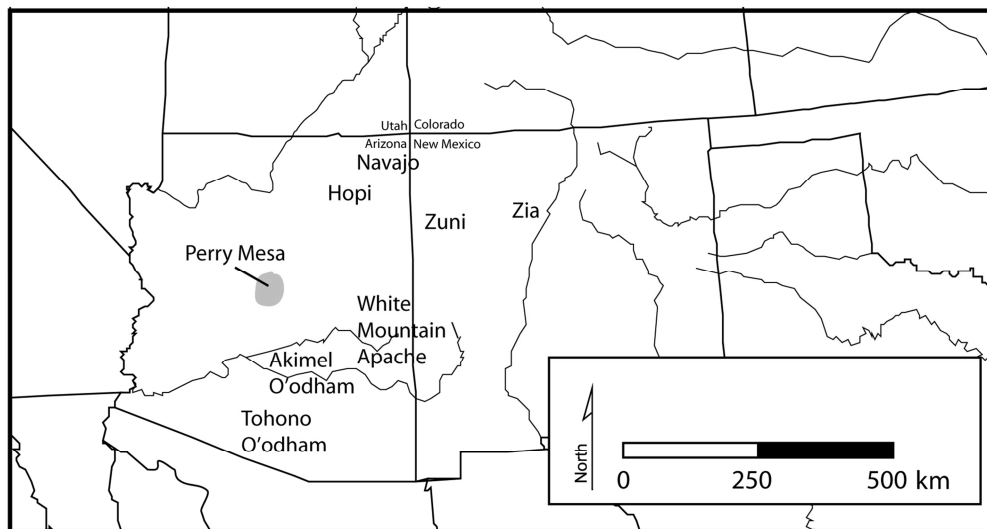 Utah Colorado
Arizona New Mexico
Navajo
Hopi
Zuni
Zia
Perry Mesa
White
Mountain
Apache
Akimel
O'odham
Tohono
O'odham
North
0 250 500 km